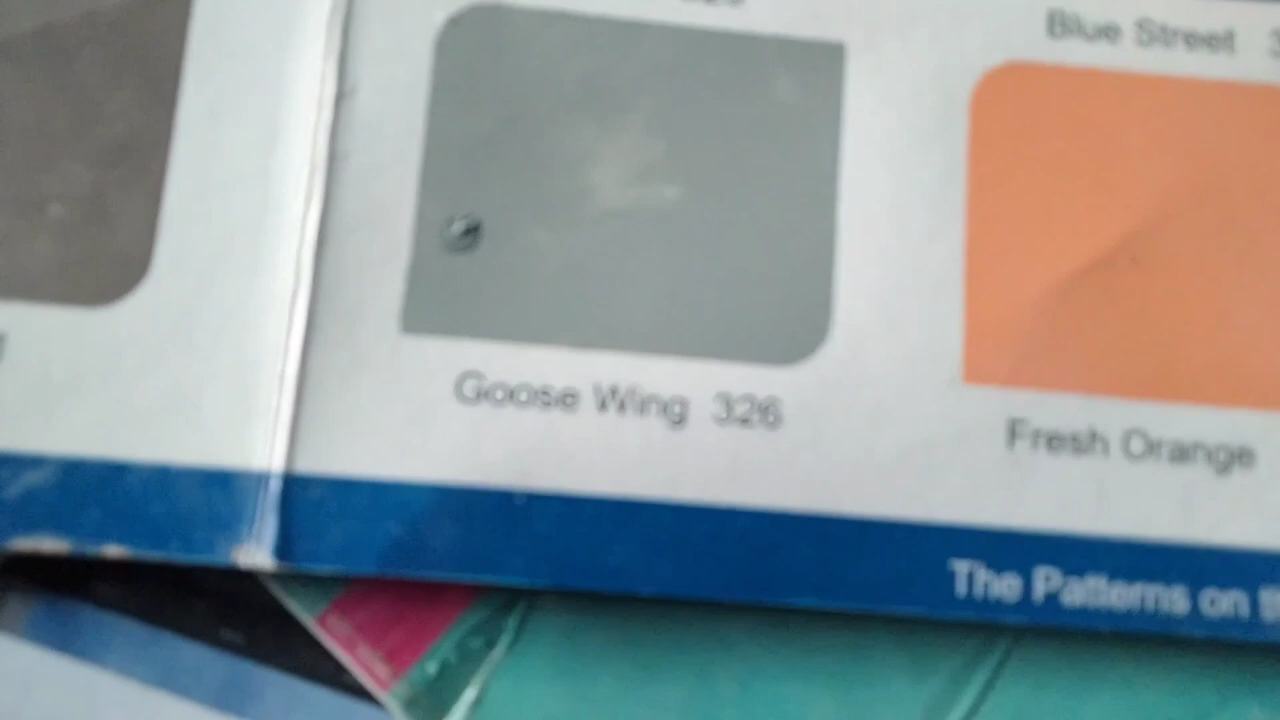 Blue Street
Goose Wing 326
Fresh Orange
The Patterns on